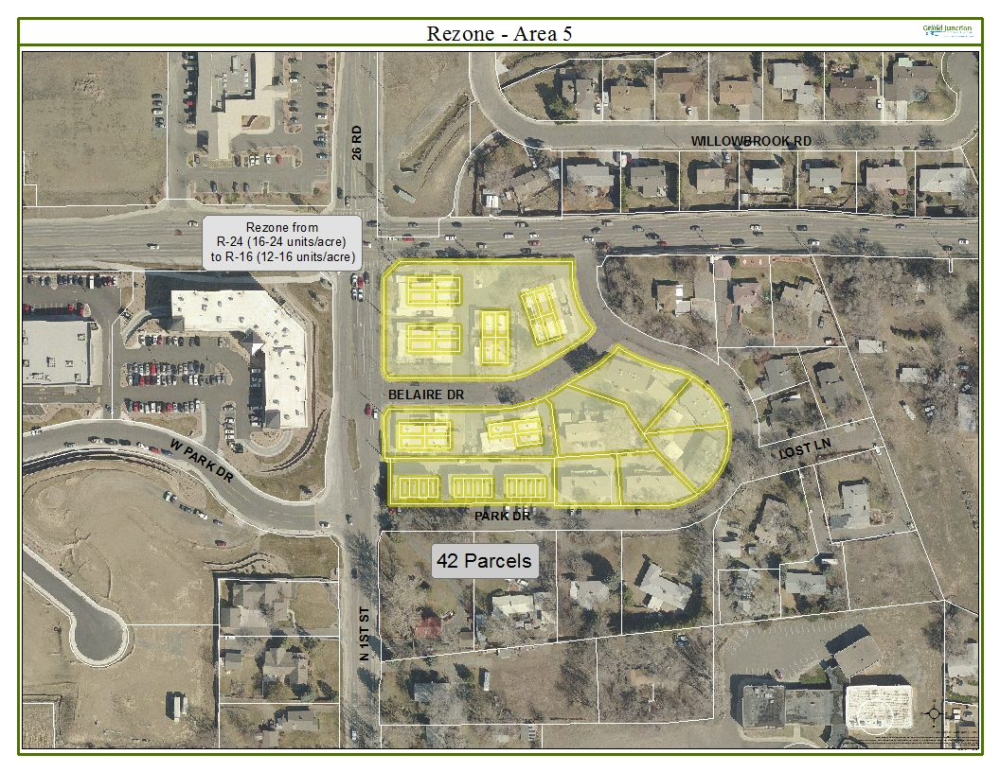 Rezone - Area 5
Grand Junction
26 RD
WILLOWBROOK RD
Rezone from
R-24 (16-24 units/acre)
to R-16 (12-16 units/acre)
BELAIRE DR
W PARK DR
LOST LN
PARK DR
42 Parcels
N 1ST ST